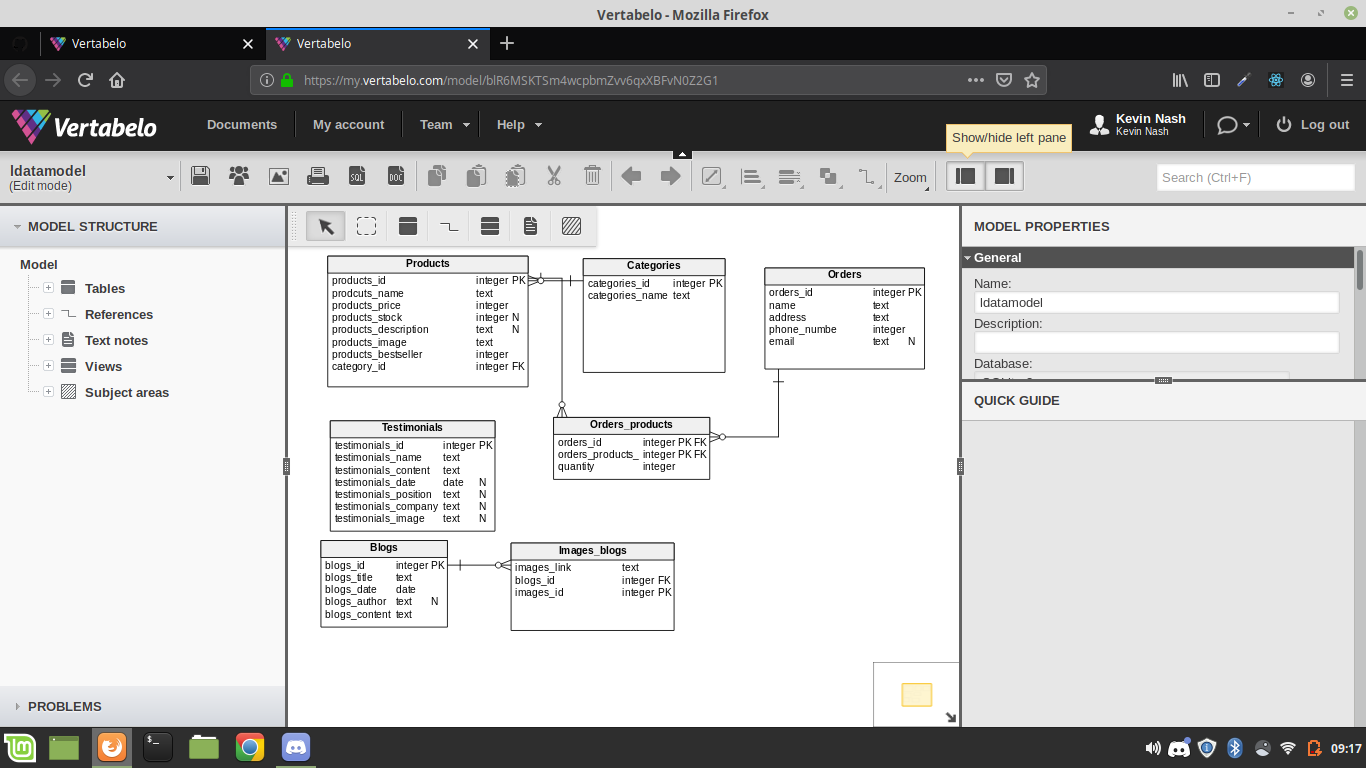 Vertabelo - Mozilla Firefox
Vertabelo
Vertabelo
https://my.vertabelo.com/model/
Vertabelo
Documents
My account
Team
Help
Show/hide left pane
Kevin Nash
Kevin Nash
Log out
ldatamodel
(Edit mode)
SQL
DOC
Zoom
Search (Ctrl+F)
MODEL STRUCTURE
Model
Tables
References
Text notes
Views
Subject areas
PROBLEMS
Products
products_id integer PK
prodcuts_name text
products_price integer
products_stock integer N
products_description text N
products_image text
products_bestseller integer
category_id integer FK
Categories
categories_id integer PK
categories_name text
Orders
orders_id integer PK
name text
address text
phone_numbe integer
email text N
Testimonials
testimonials_id integer PK
testimonials_name text
testimonials_content text
testimonials_date date N
testimonials_position text N
testimonials_company text N
testimonials_image text N
Orders_products
orders_id integer PK FK
orders_products_ integer PK FK
quantity integer
Blogs
blogs_id integer PK
blogs_title text
blogs_date date
blogs_author text N
blogs_content text
Images_blogs
images_link text
blogs_id integer FK
images_id integer PK
MODEL PROPERTIES
General
Name:
ldatamodel
Description:
Database:
QUICK GUIDE
09:17